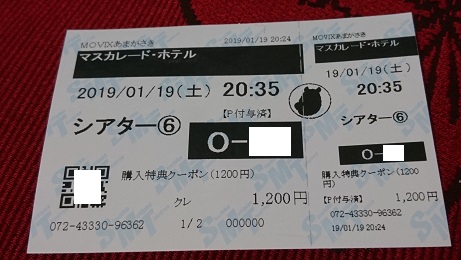 MOVIXあまがさき
2019/01/19 20:24
マスカレード・ホテル
2019/01/19(土) 20:35
【P付与済】
シアター⑥
O-
購入特典クーポン(1200円)
1,200円
クレ 1/2 000000
072-43330-96362
MOVIXあまがさき
マスカレード・ホテル
19/01/19(土)
20:35
シアター⑥
O-
購入特典クーポン(1200円)
1,200円
【P付与済】
072-43330-96362
19/01/19 20:24